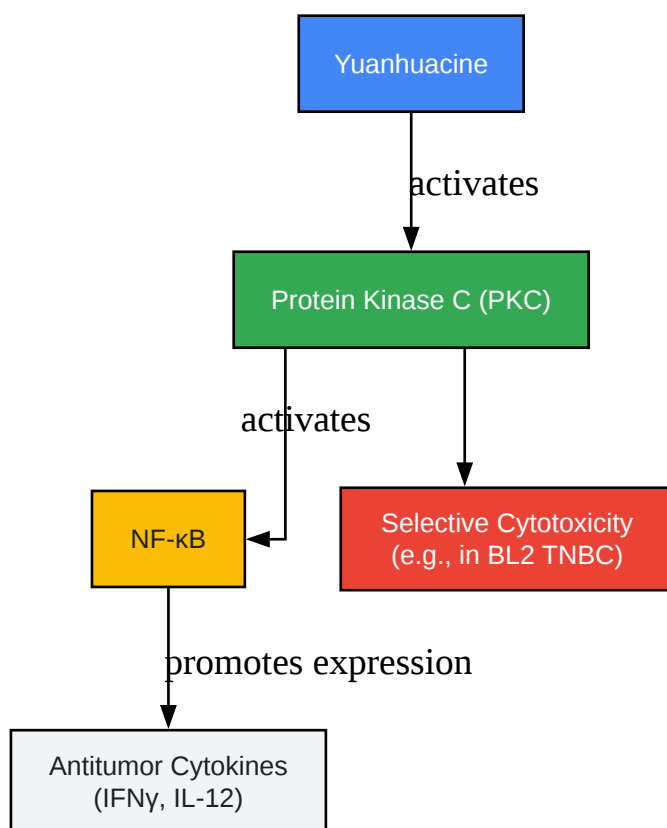 Yuanhuacine
activates
Protein Kinase C (PKC)
activates
NF-κB
Selective Cytotoxicity
(e.g., in BL2 TNBC)
promotes expression
Antitumor Cytokines
(IFNγ, IL-12)